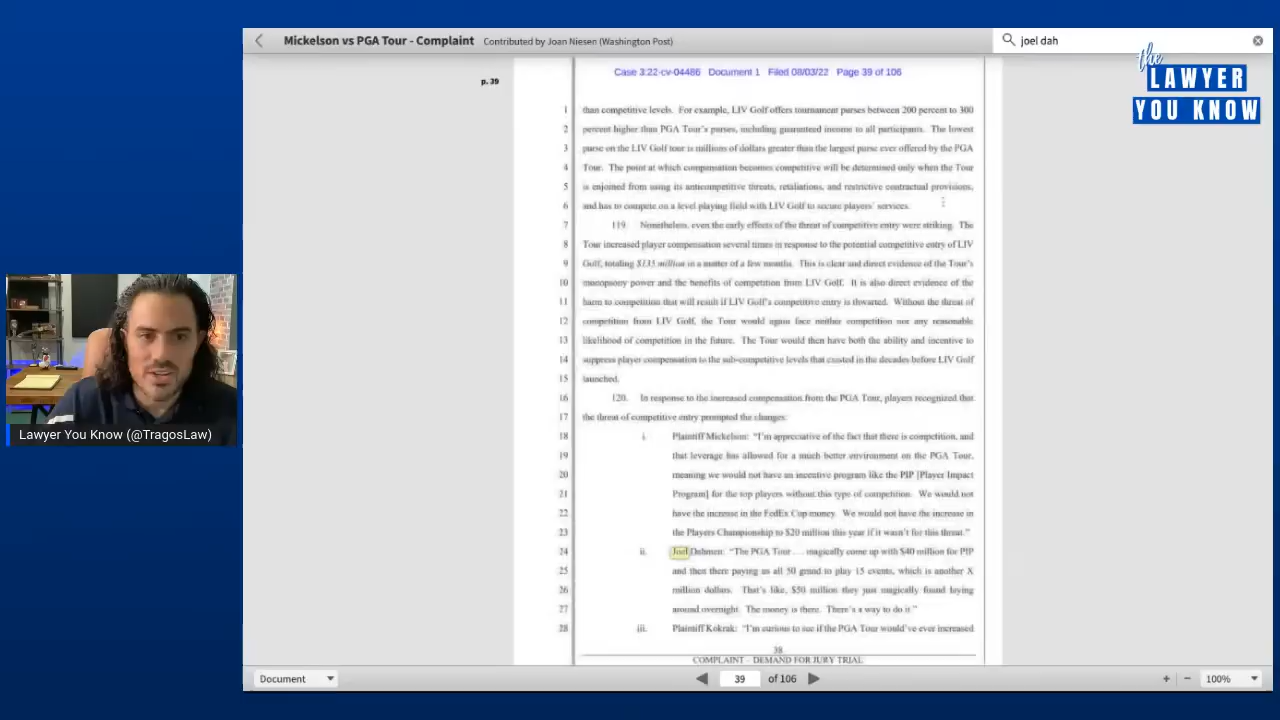 Mickelson vs PGA Tour - Complaint Contributed by Joan Niesen (Washington Post)
joel dah
the
LAWYER
YOU KNOW
p. 39
Case 3:22-cv-04486 Document 1 Filed 08/03/22 Page 39 of 106
1 than competitive levels. For example, LIV Golf offers tournament purses between 200 percent to 300
2 percent higher than PGA Tour's purses, including guaranteed income to all participants. The lowest
3 purse on the LIV Golf tour is millions of dollars greater than the largest purse ever offered by the PGA
4 Tour. The point at which compensation becomes competitive will be determined only when the Tour
5 is enjoined from using its anticompetitive threats, retaliations, and restrictive contractual provisions,
6 and has to compete on a level playing field with LIV Golf to secure players' services.
7 119. Nonetheless, even the early effects of the threat of competitive entry were striking. The
8 Tour increased player compensation several times in response to the potential competitive entry of LIV
9 Golf, totaling $135 million in a matter of a few months. This is clear and direct evidence of the Tour's
10 monopsony power and the benefits of competition from LIV Golf. It is also direct evidence of the
11 harm to competition that will result if LIV Golf's competitive entry is thwarted. Without the threat of
12 competition from LIV Golf, the Tour would again face neither competition nor any reasonable
13 likelihood of competition in the future. The Tour would then have both the ability and incentive to
14 suppress player compensation to the sub-competitive levels that existed in the decades before LIV Golf
15 launched.
16 120. In response to the increased compensation from the PGA Tour, players recognized that
17 the threat of competitive entry prompted the changes:
18 i. Plaintiff Mickelson: "I'm appreciative of the fact that there is competition, and
19 that leverage has allowed for a much better environment on the PGA Tour,
20 meaning we would not have an incentive program like the PIP [Player Impact
21 Program] for the top players without this type of competition. We would not
22 have the increase in the FedEx Cup money. We would not have the increase in
23 the Players Championship to $20 million this year if it wasn't for this threat."
24 ii. Joel Dahmen: "The PGA Tour ... magically come up with $40 million for PIP
25 and then there paying us all 50 grand to play 15 events, which is another X
26 million dollars. That's like, $50 million they just magically found laying
27 around overnight. The money is there. There's a way to do it."
28 iii. Plaintiff Kokrak: "I'm curious to see if the PGA Tour would've ever increased
38
COMPLAINT - DEMAND FOR JURY TRIAL
Lawyer You Know (@TragosLaw)
Document 39 of 106 + − 100%